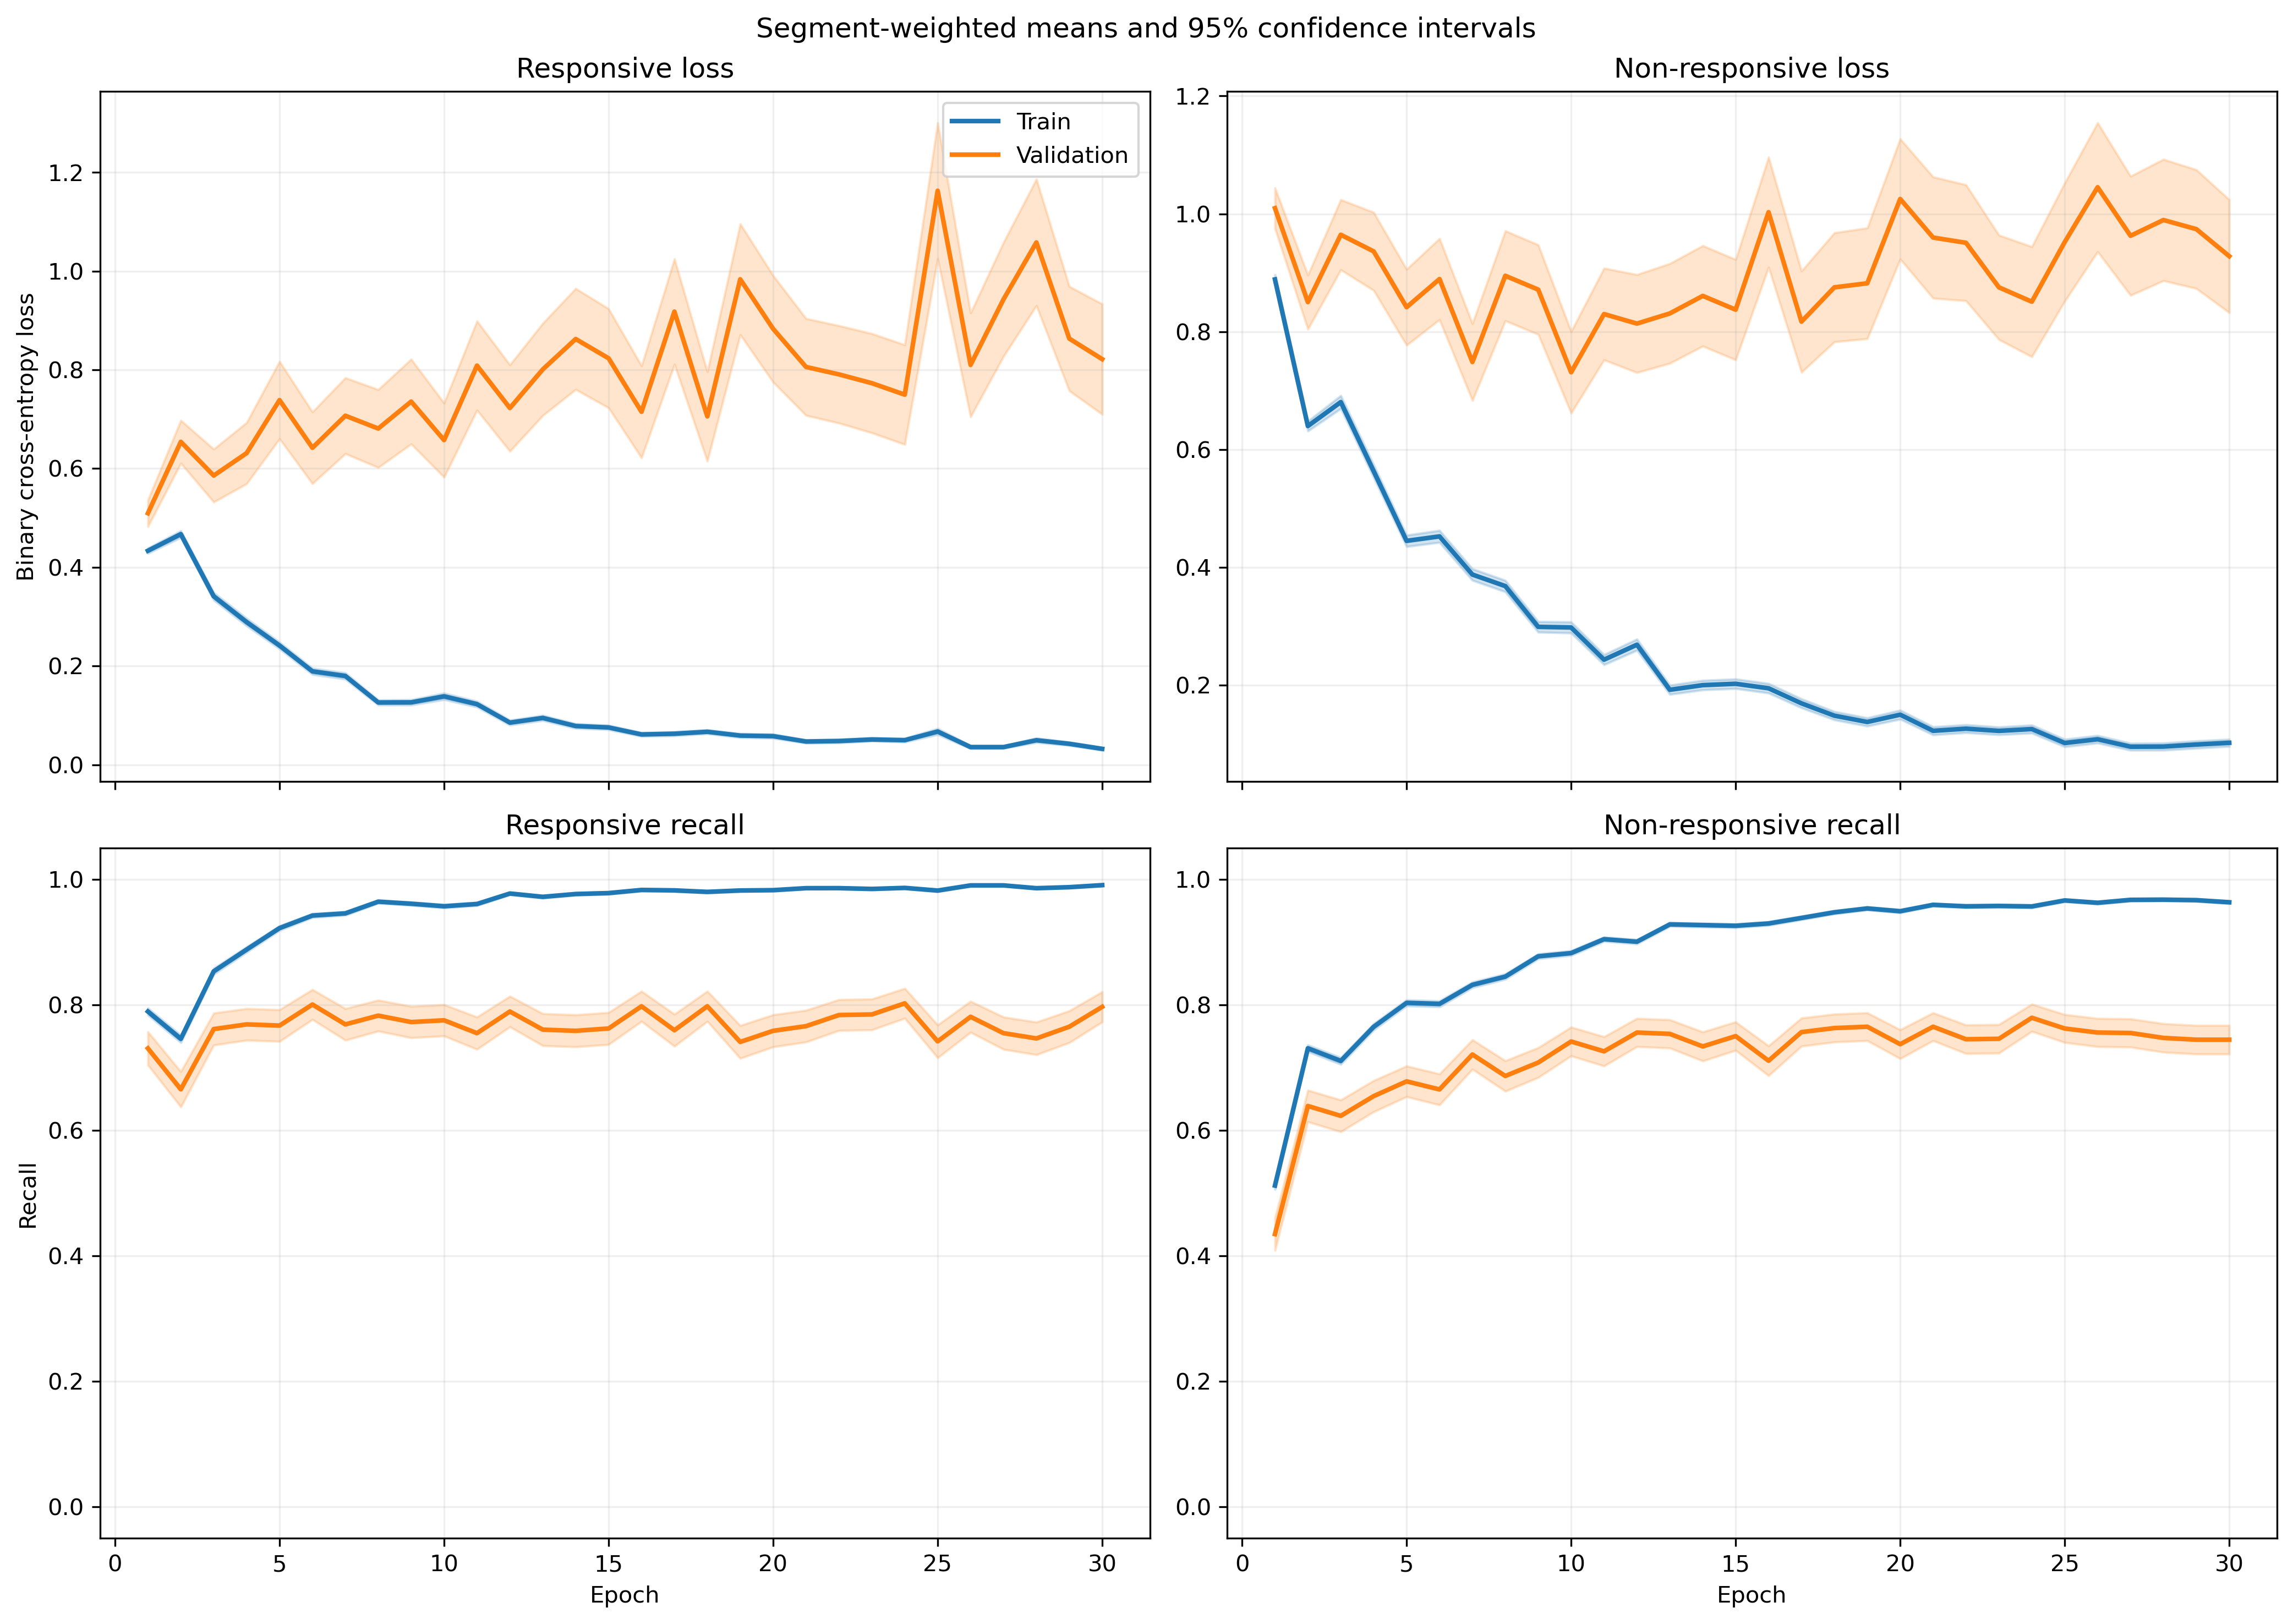 Segment-weighted means and 95% confidence intervals
Responsive loss
Non-responsive loss
Train
Validation
Binary cross-entropy loss
1.2
1.0
0.8
0.6
0.4
0.2
0.0
1.2
1.0
0.8
0.6
0.4
0.2
Responsive recall
Non-responsive recall
Recall
1.0
0.8
0.6
0.4
0.2
0.0
1.0
0.8
0.6
0.4
0.2
0.0
0 5 10 15 20 25 30
0 5 10 15 20 25 30
Epoch
Epoch